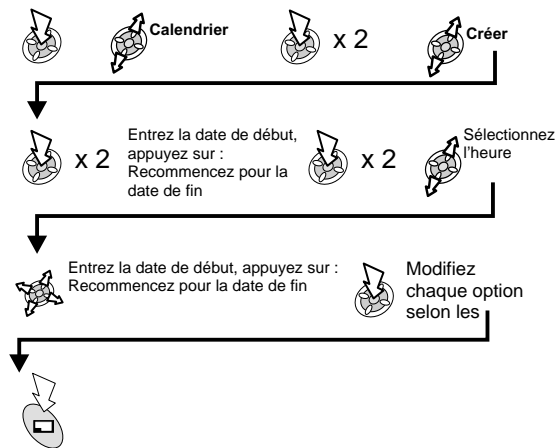 Calendrier
x 2
Créer
x 2
Entrez la date de début,
appuyez sur :
Recommencez pour la
date de fin
x 2
Sélectionnez
l'heure
Entrez la date de début, appuyez sur :
Recommencez pour la date de fin
Modifiez
chaque option
selon les